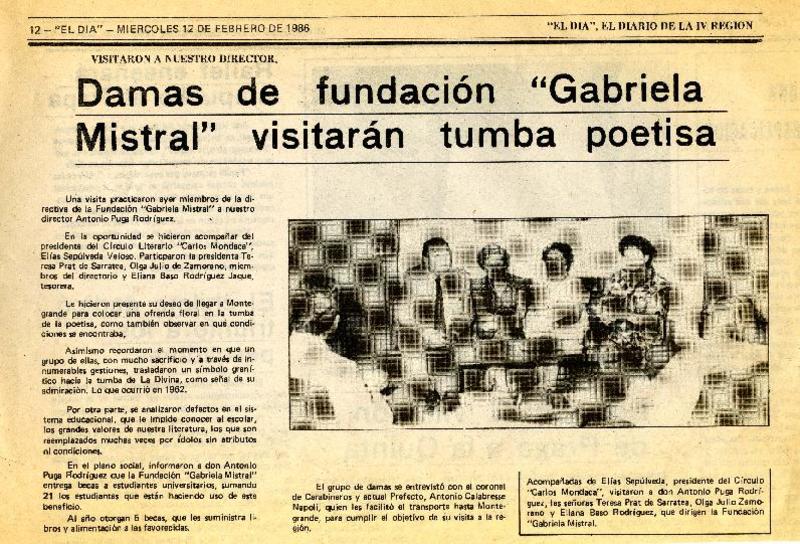 12 – "EL DIA" – MIERCOLES 12 DE FEBRERO DE 1986
"EL DIA", EL DIARIO DE LA IV REGION
VISITARON A NUESTRO DIRECTOR.
Damas de fundación "Gabriela
Mistral" visitarán tumba poetisa
Una visita practicaron ayer miembros de la di-
rectiva de la Fundación "Gabriela Mistral" a nuestro
director Antonio Puga Rodríguez.
En la oportunidad se hicieron acompañar del
presidente del Círculo Literario "Carlos Mondaca",
Elías Sepúlveda Veloso. Participaron la presidenta Te-
resa Prat de Sarratea, Olga Julio de Zamorano, miem-
bros del directorio y Eliana Baso Rodríguez Jaque,
tesorera.
Le hicieron presente su deseo de llegar a Monte-
grande para colocar una ofrenda floral en la tumba
de la poetisa, como también observar en que condi-
ciones se encontraba.
Asimismo recordaron el momento en que un
grupo de ellas, con mucho sacrificio y a través de in-
numerables gestiones, trasladaron un símbolo graní-
tico hacia la tumba de La Divina, como señal de su
admiración. Lo que ocurrió en 1962.
Por otra parte, se analizaron defectos en el sis-
tema educacional, que le impide conocer al escolar,
los grandes valores de nuestra literatura, los que son
reemplazados muchas veces por ídolos sin atributos
ni condiciones.
En el plano social, informaron a don Antonio
Puga Rodríguez que la Fundación "Gabriela Mistral"
entrega becas a estudiantes universitarios, sumando
21 los estudiantes que están haciendo uso de este
beneficio.
Al año otorgan 6 becas, que les suministra li-
bros y alimentación a las favorecidas.
El grupo de damas se entrevistó con el coronel
de Carabineros y actual Prefecto, Antonio Calabresse
Napoli, quien les facilitó el transporte hasta Monte-
grande, para cumplir el objetivo de su visita a la re-
gión.
Acompañadas de Elías Sepúlveda, presidente del Círculo
"Carlos Mondaca", visitaron a don Antonio Puga Rodrí-
guez, las señoras Teresa Prat de Sarratea, Olga Julio Zamo-
rano y Eliana Baso Rodríguez, que dirigen la Fundación
"Gabriela Mistral.